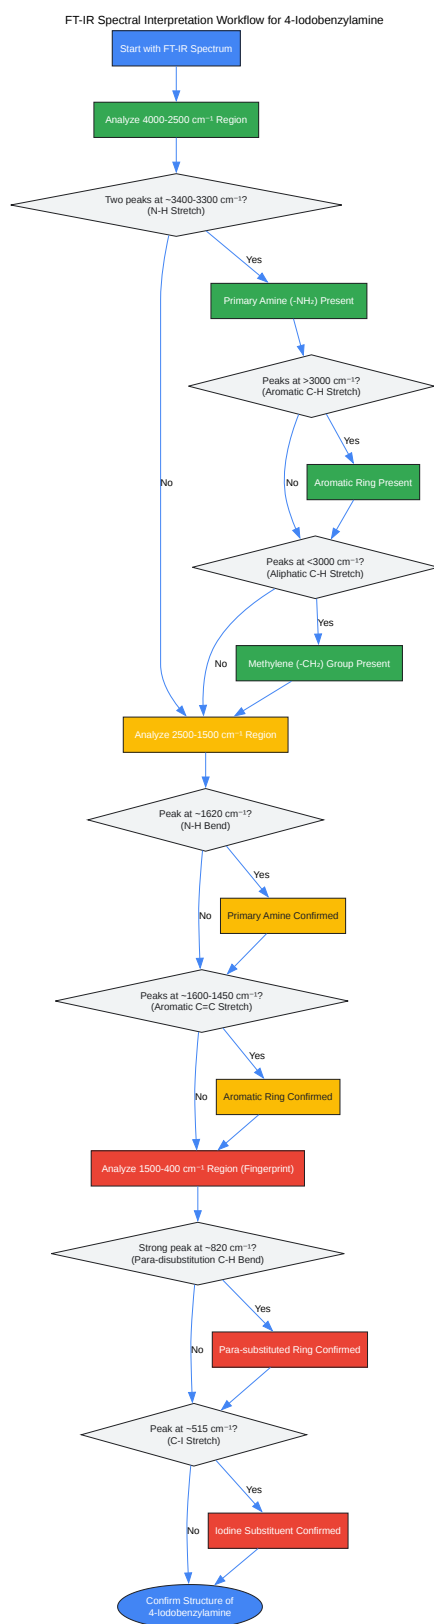 FT-IR Spectral Interpretation Workflow for 4-Iodobenzylamine
Start with FT-IR Spectrum
Analyze 4000-2500 cm⁻¹ Region
Two peaks at ~3400-3300 cm⁻¹?
(N-H Stretch)
Yes
Primary Amine (-NH₂) Present
Peaks at >3000 cm⁻¹?
(Aromatic C-H Stretch)
Yes
No
No
Aromatic Ring Present
Peaks at <3000 cm⁻¹?
(Aliphatic C-H Stretch)
Yes
No
Methylene (-CH₂) Group Present
Analyze 2500-1500 cm⁻¹ Region
Peak at ~1620 cm⁻¹?
(N-H Bend)
Yes
No
Primary Amine Confirmed
Peaks at ~1600-1450 cm⁻¹?
(Aromatic C=C Stretch)
Yes
No
Aromatic Ring Confirmed
Analyze 1500-400 cm⁻¹ Region (Fingerprint)
Strong peak at ~820 cm⁻¹?
(Para-disubstitution C-H Bend)
Yes
No
Para-substituted Ring Confirmed
Peak at ~515 cm⁻¹?
(C-I Stretch)
Yes
No
Iodine Substituent Confirmed
Confirm Structure of
4-Iodobenzylamine